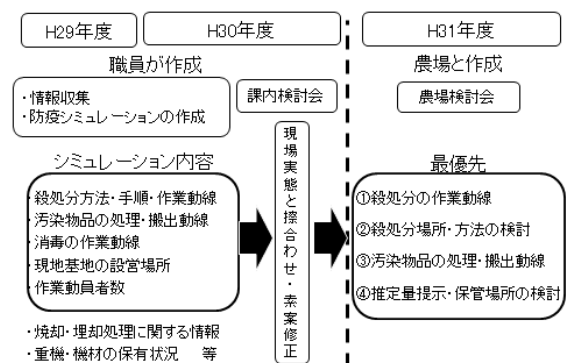 H29年度
H30年度
H31年度
職員が作成
農場と作成
・情報収集
・防疫シミュレーションの作成
課内検討会
農場検討会
現場実態と擦合わせ・素案修正
シミュレーション内容
・殺処分方法・手順・作業動線
・汚染物品の処理・搬出動線
・消毒の作業動線
・現地基地の設営場所
・作業動員者数
・焼却・埋却処理に関する情報
・重機・機材の保有状況 等
最優先
①殺処分の作業動線
②殺処分場所・方法の検討
③汚染物品の処理・搬出動線
④推定量提示・保管場所の検討